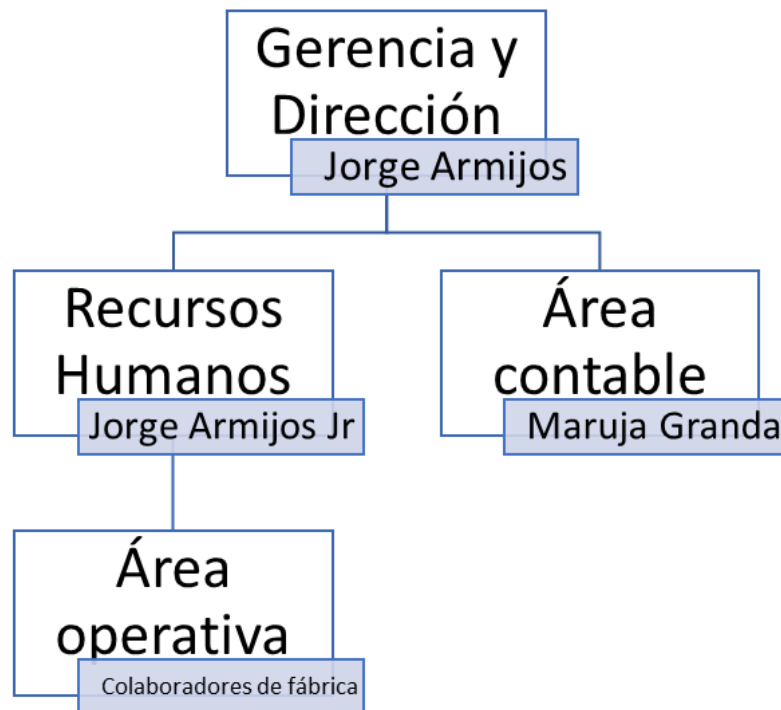 Gerencia y
Dirección
Jorge Armijos
Recursos
Humanos
Jorge Armijos Jr
Área
contable
Maruja Granda
Área
operativa
Colaboradores de fábrica